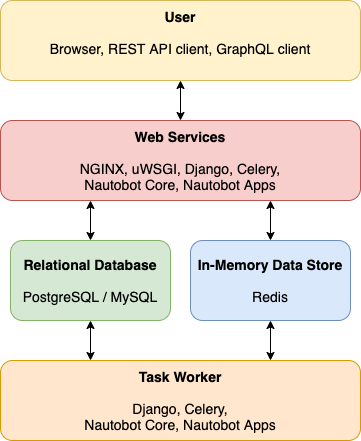 User
Browser, REST API client, GraphQL client
Web Services
NGINX, uWSGI, Django, Celery,
Nautobot Core, Nautobot Apps
Relational Database
PostgreSQL / MySQL
In-Memory Data Store
Redis
Task Worker
Django, Celery,
Nautobot Core, Nautobot Apps